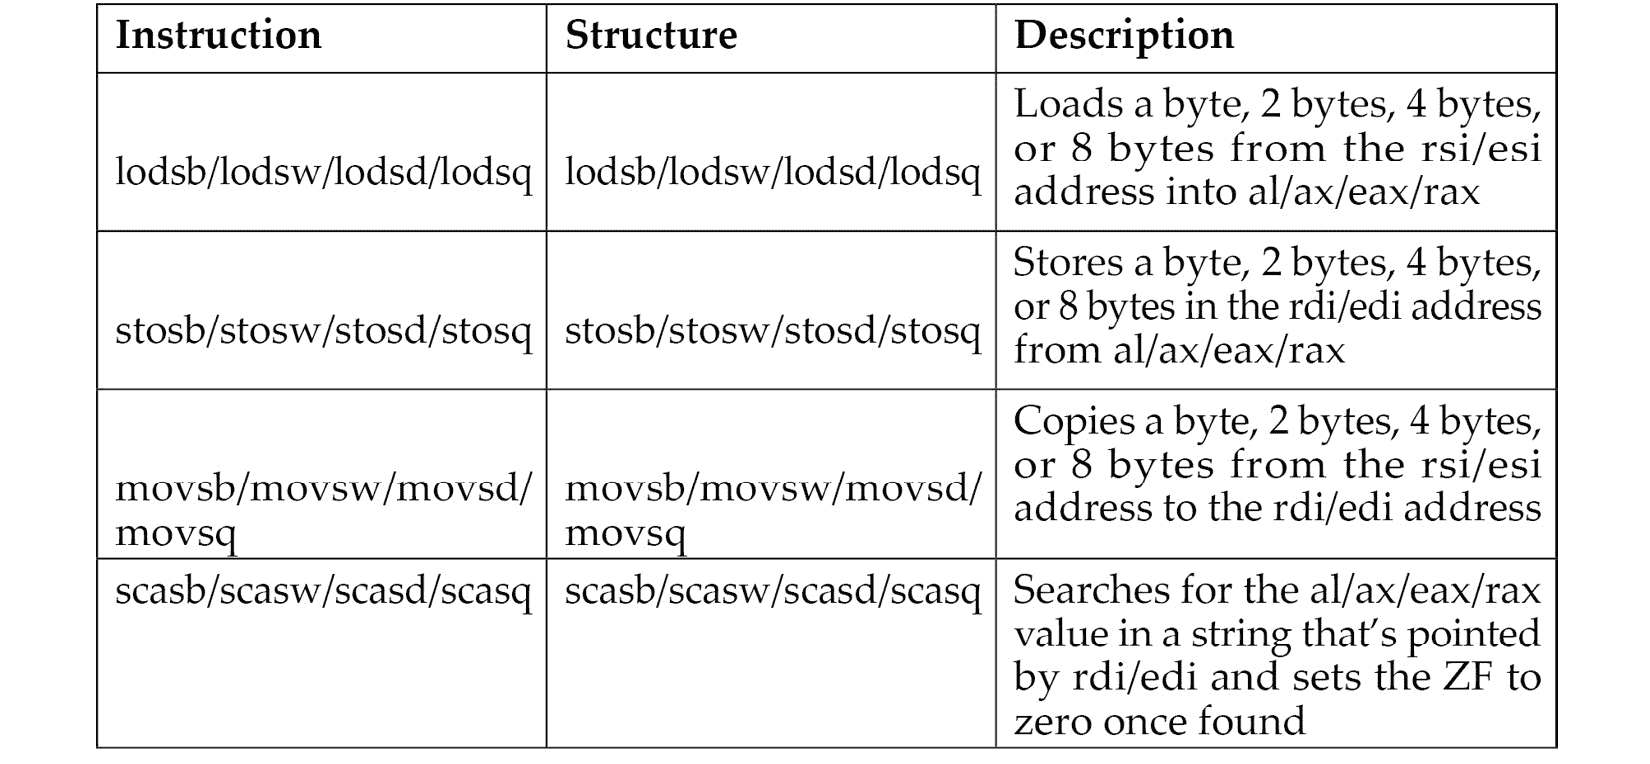 Instruction
Structure
Description
lodsb/lodsw/lodsd/lodsq
lodsb/lodsw/lodsd/lodsq
Loads a byte, 2 bytes, 4 bytes,
or 8 bytes from the rsi/esi
address into al/ax/eax/rax
stosb/stosw/stosd/stosq
stosb/stosw/stosd/stosq
Stores a byte, 2 bytes, 4 bytes,
or 8 bytes in the rdi/edi address
from al/ax/eax/rax
movsb/movsw/movsd/
movsq
movsb/movsw/movsd/
movsq
Copies a byte, 2 bytes, 4 bytes,
or 8 bytes from the rsi/esi
address to the rdi/edi address
scasb/scasw/scasd/scasq
scasb/scasw/scasd/scasq
Searches for the al/ax/eax/rax
value in a string that's pointed
by rdi/edi and sets the ZF to
zero once found